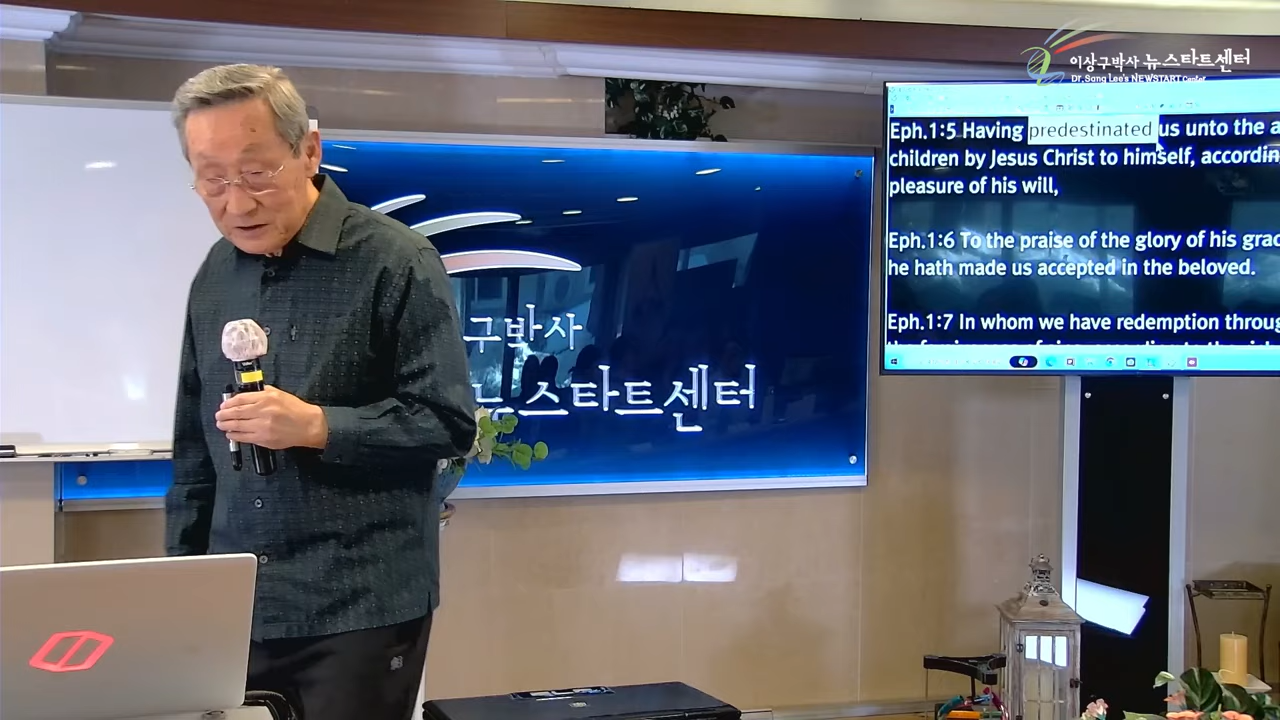 이상구박사 뉴스타트센터
Dr. Sang Lee's NEWSTART Center
Eph.1:5 Having predestinated us unto the a
children by Jesus Christ to himself, accordin
pleasure of his will,
Eph.1:6 To the praise of the glory of his grac
he hath made us accepted in the beloved.
Eph.1:7 In whom we have redemption throug
구박사
뉴스타트센터